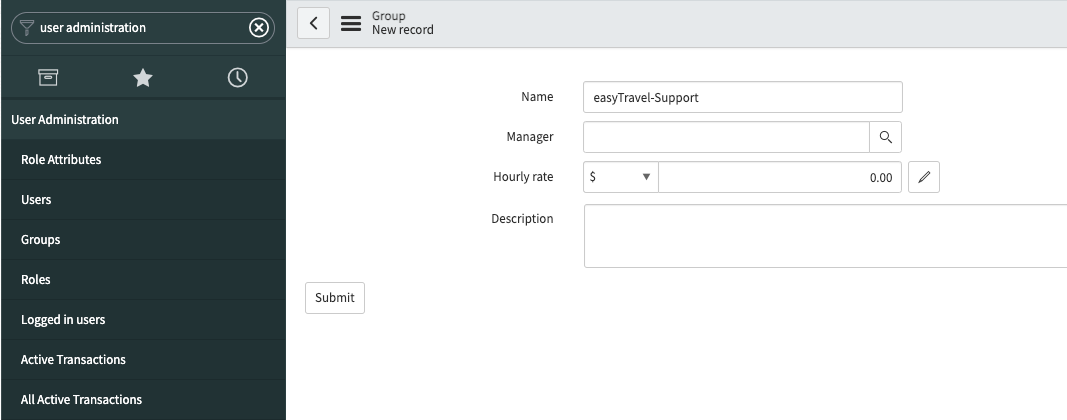 user administration
User Administration
Role Attributes
Users
Groups
Roles
Logged in users
Active Transactions
All Active Transactions
Group
New record
Name
easyTravel-Support
Manager
Hourly rate
$
0.00
Description
Submit